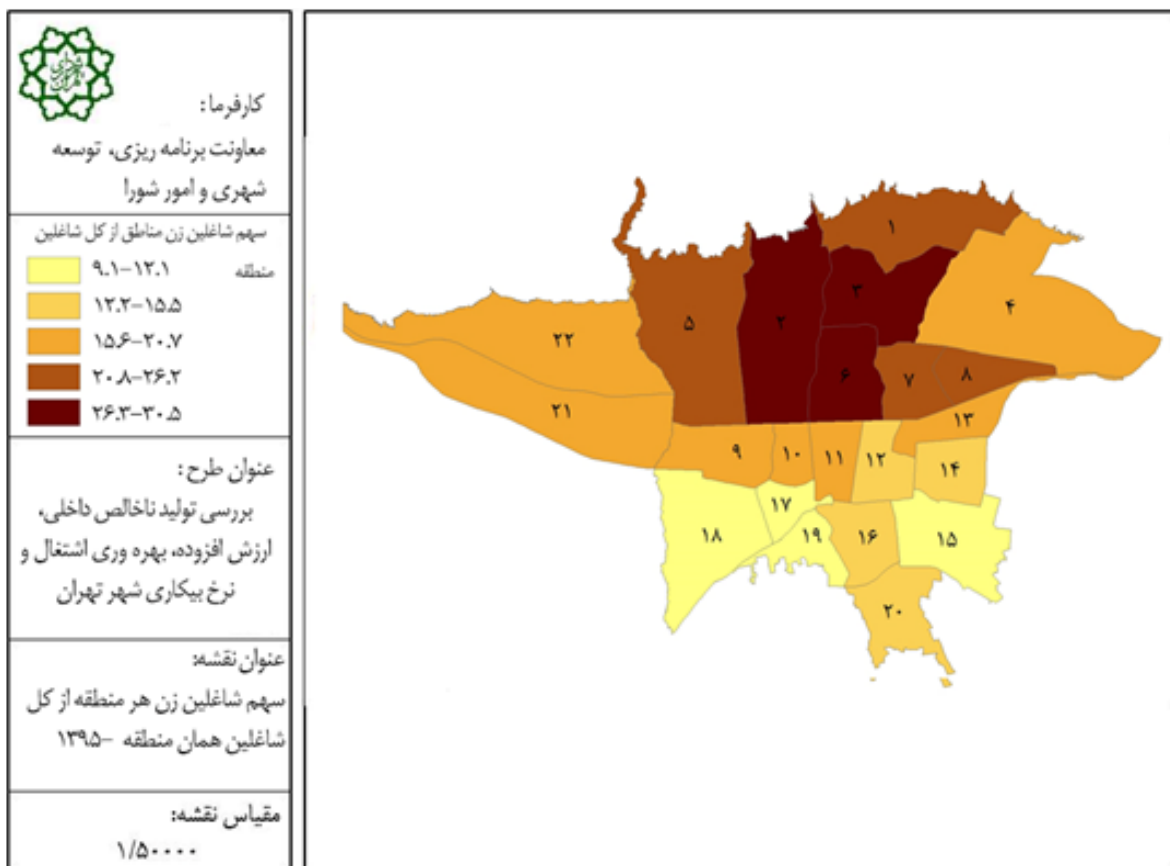 شهرداری تهران
کارفرما:
معاونت برنامه ریزی، توسعه
شهری و امور شورا
سهم شاغلین زن مناطق از کل شاغلین
منطقه
۹.۱-۱۲.۱
۱۲.۲-۱۵.۵
۱۵.۶-۲۰.۷
۲۰.۸-۲۶.۲
۲۶.۳-۳۰.۵
عنوان طرح:
بررسی تولید ناخالص داخلی،
ارزش افزوده، بهره وری اشتغال و
نرخ بیکاری شهر تهران
عنوان نقشه:
سهم شاغلین زن هر منطقه از کل
شاغلین همان منطقه -۱۳۹۵
مقیاس نقشه:
۱/۵۰۰۰۰
۱
۳
۴
۵
۲
۲۲
۶
۷
۸
۲۱
۱۳
۹
۱۰
۱۱
۱۲
۱۴
۱۷
۱۸
۱۹
۱۶
۱۵
۲۰